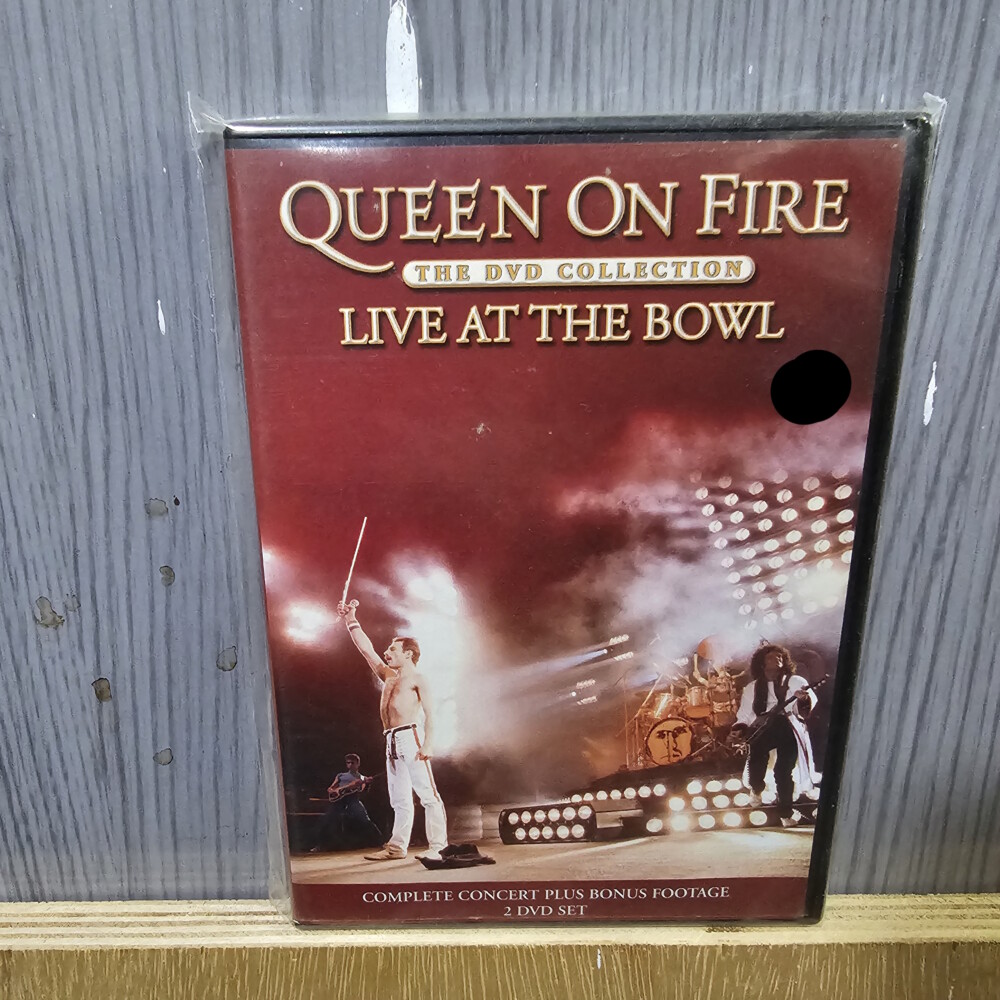 QUEEN ON FIRE
THE DVD COLLECTION
LIVE AT THE BOWL
COMPLETE CONCERT PLUS BONUS FOOTAGE
2 DVD SET